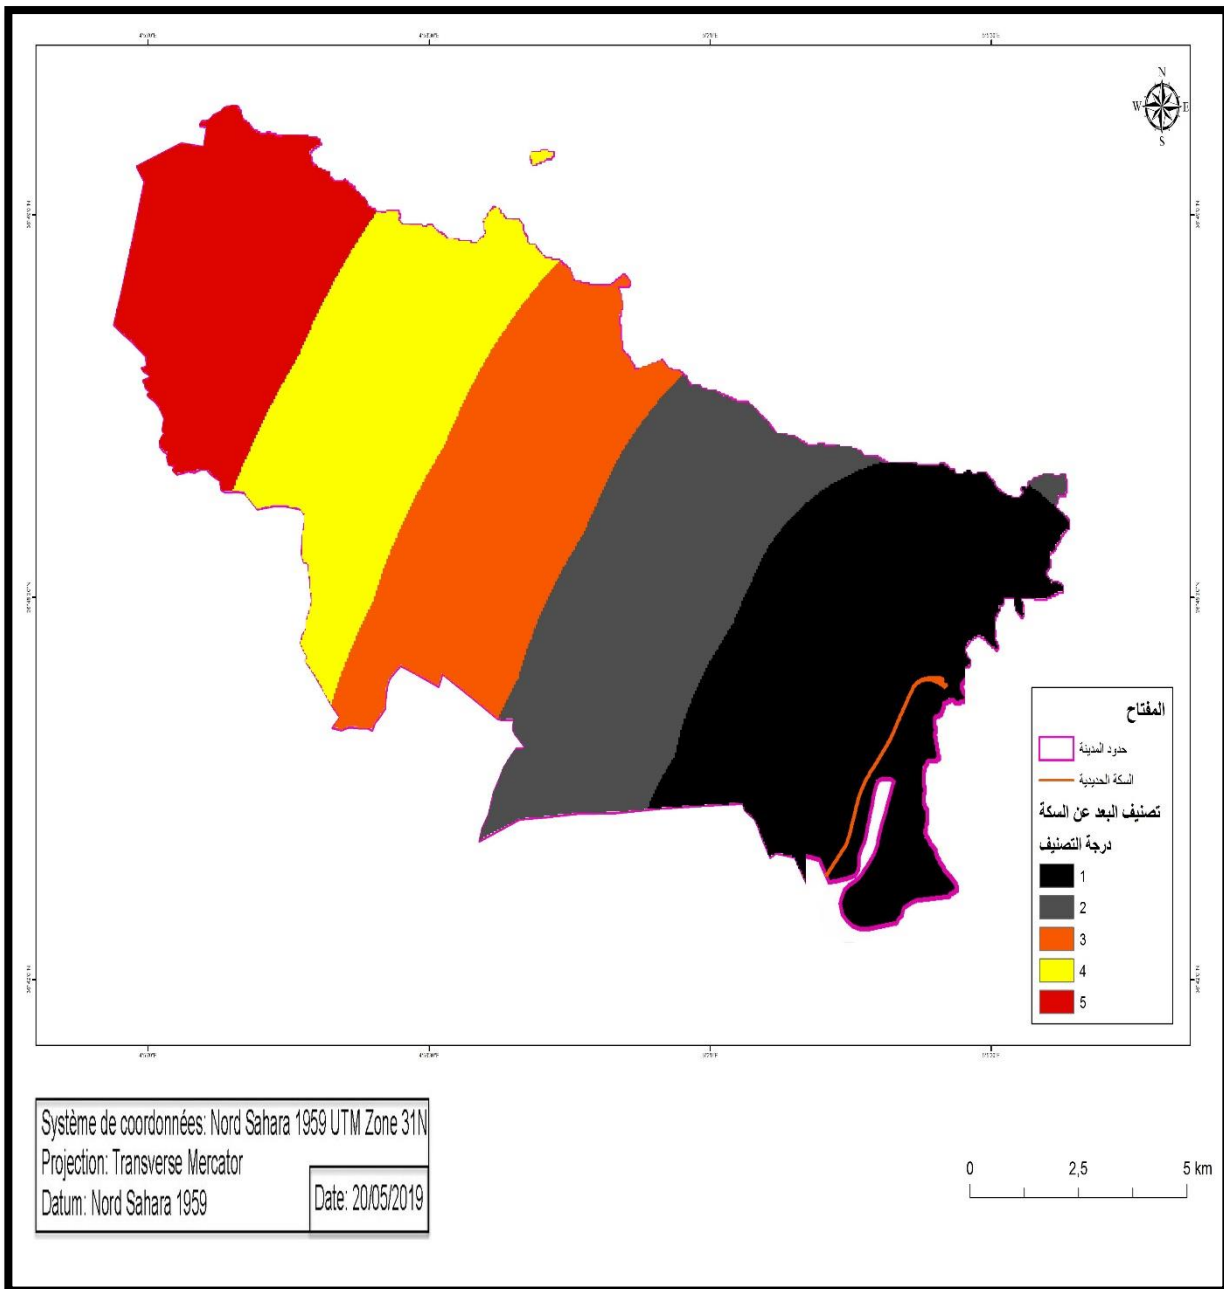 N
W E
S
المفتاح
حدود المدينة
السكة الحديدية
تصنيف البعد عن السكة
درجة التصنيف
1
2
3
4
5
Système de coordonnées: Nord Sahara 1959 UTM Zone 31N
Projection: Transverse Mercator
Datum: Nord Sahara 1959
Date: 20/05/2019
0 2,5 5 km